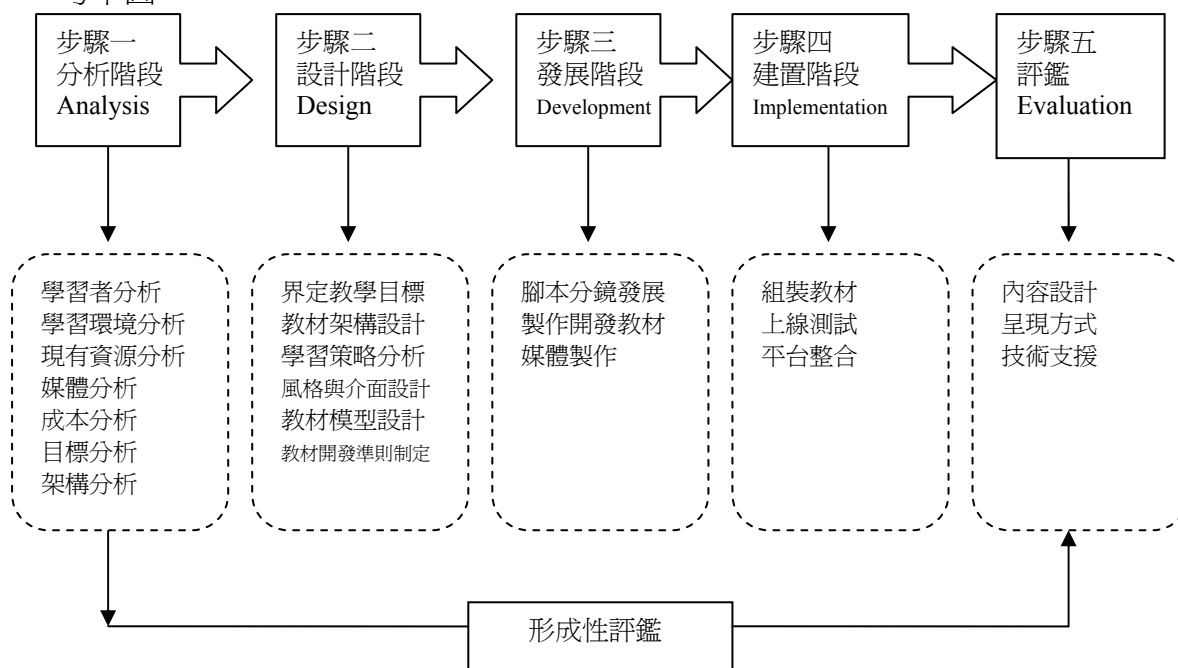 步驟一
分析階段
Analysis
步驟二
設計階段
Design
步驟三
發展階段
Development
步驟四
建置階段
Implementation
步驟五
評鑑
Evaluation
學習者分析
學習環境分析
現有資源分析
媒體分析
成本分析
目標分析
架構分析
界定教學目標
教材架構設計
學習策略分析
風格與介面設計
教材模型設計
教材開發準則制定
腳本分鏡發展
製作開發教材
媒體製作
組裝教材
上線測試
平台整合
內容設計
呈現方式
技術支援
形成性評鑑